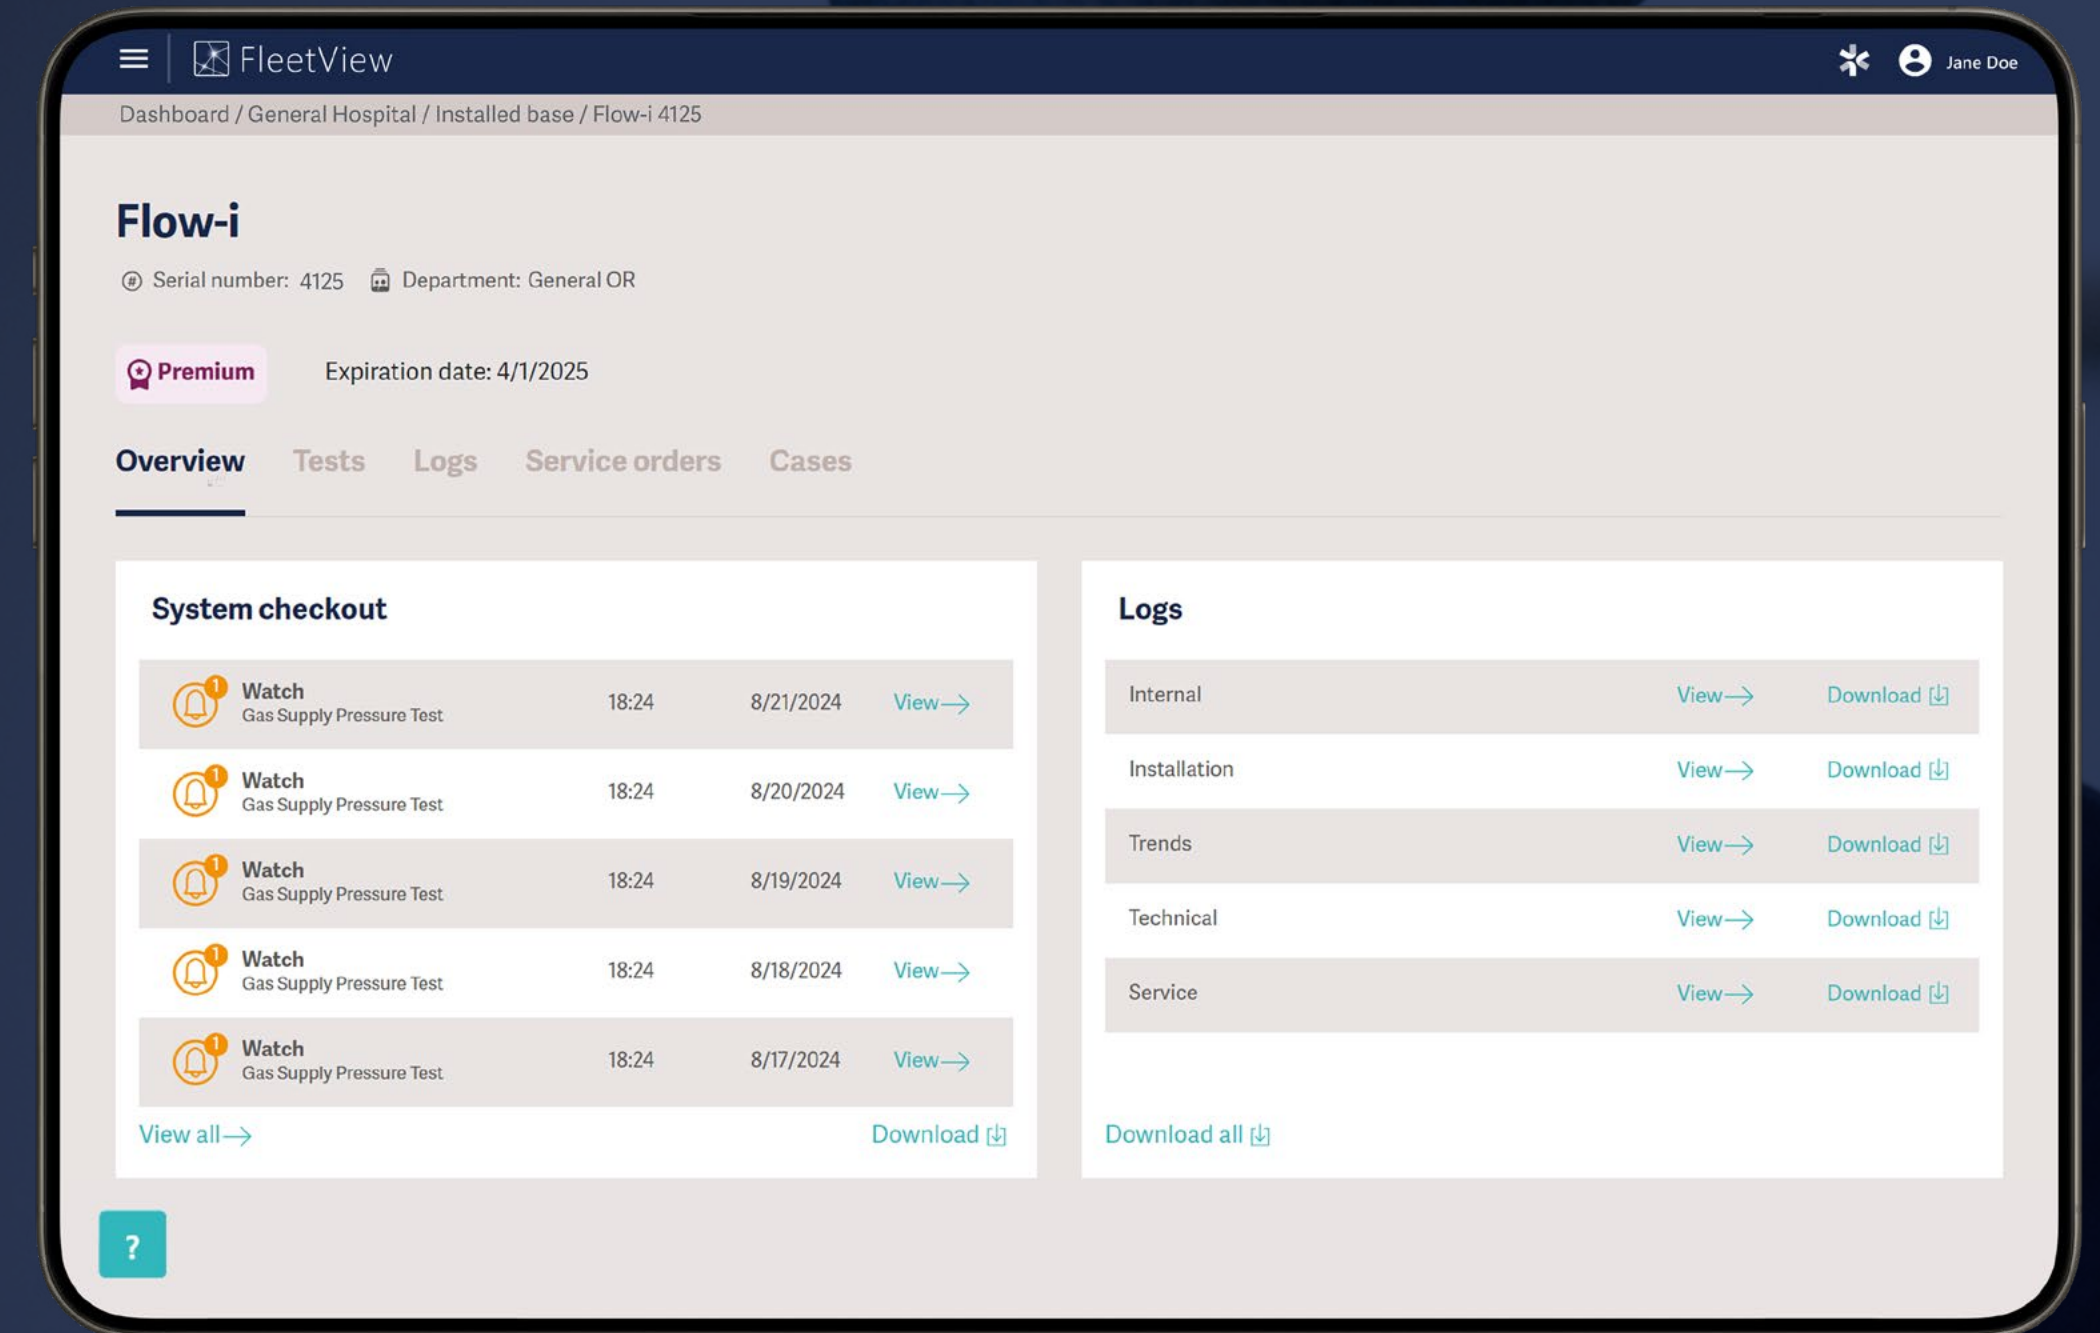 FleetView
Jane Doe
Dashboard / General Hospital / Installed base / Flow-i 4125
Flow-i
# Serial number: 4125 Department: General OR
Premium Expiration date: 4/1/2025
Overview Tests Logs Service orders Cases
System checkout
1 Watch
Gas Supply Pressure Test 18:24 8/21/2024 View
1 Watch
Gas Supply Pressure Test 18:24 8/20/2024 View
1 Watch
Gas Supply Pressure Test 18:24 8/19/2024 View
1 Watch
Gas Supply Pressure Test 18:24 8/18/2024 View
1 Watch
Gas Supply Pressure Test 18:24 8/17/2024 View
View all Download
Logs
Internal View Download
Installation View Download
Trends View Download
Technical View Download
Service View Download
Download all
?